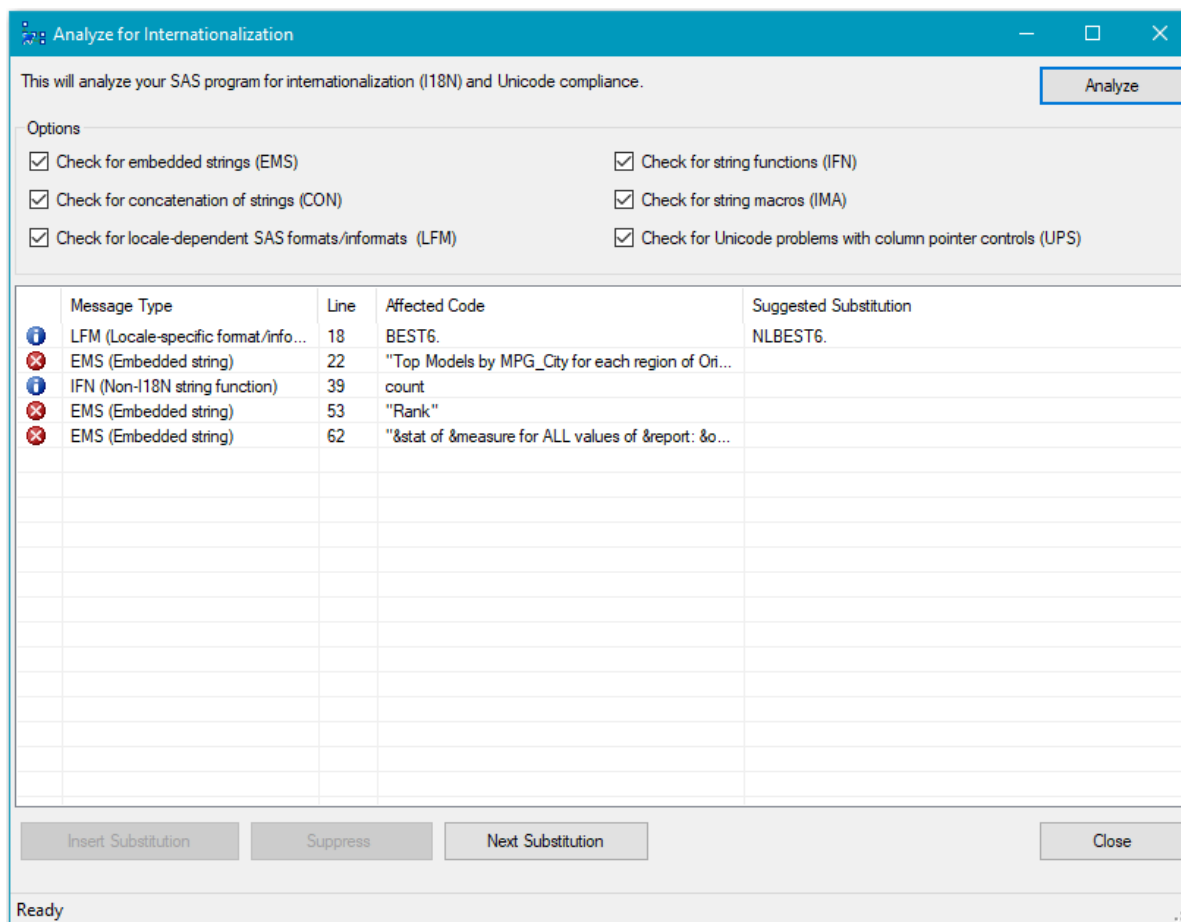 Analyze for Internationalization
This will analyze your SAS program for internationalization (I18N) and Unicode compliance.
Analyze
Options
Check for embedded strings (EMS)
Check for string functions (IFN)
Check for concatenation of strings (CON)
Check for string macros (IMA)
Check for locale-dependent SAS formats/informats (LFM)
Check for Unicode problems with column pointer controls (UPS)
Message Type Line Affected Code Suggested Substitution
LFM (Locale-specific format/info... 18 BEST6. NLBEST6.
EMS (Embedded string) 22 "Top Models by MPG_City for each region of Ori...
IFN (Non-I18N string function) 39 count
EMS (Embedded string) 53 "Rank"
EMS (Embedded string) 62 "&stat of &measure for ALL values of &report: &o...
Insert Substitution Suppress Next Substitution Close
Ready